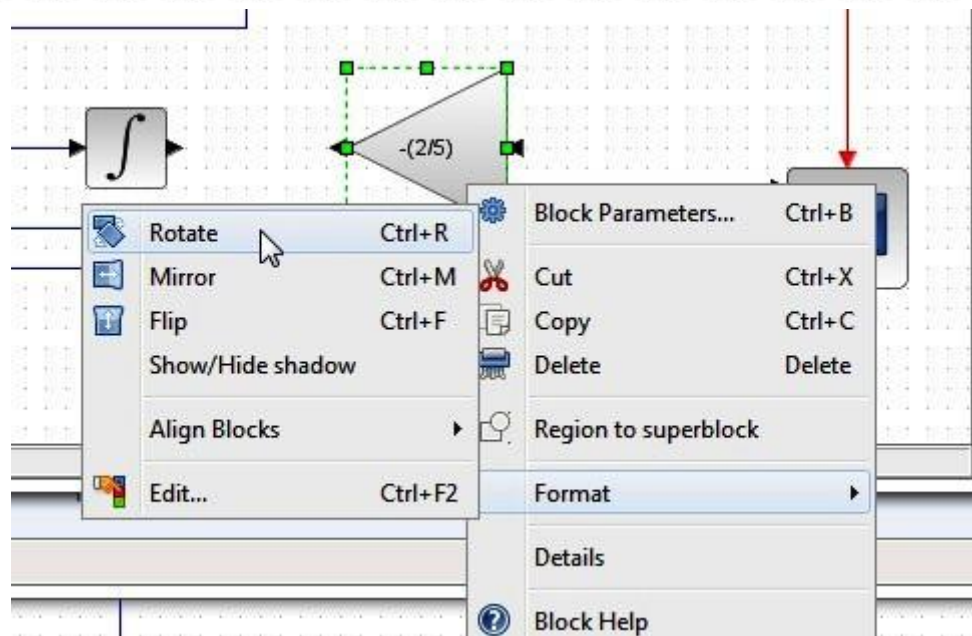 ∫
-(2/5)
Rotate Ctrl+R
Mirror Ctrl+M
Flip Ctrl+F
Show/Hide shadow
Align Blocks
Edit... Ctrl+F2
Block Parameters... Ctrl+B
Cut Ctrl+X
Copy Ctrl+C
Delete Delete
Region to superblock
Format
Details
Block Help